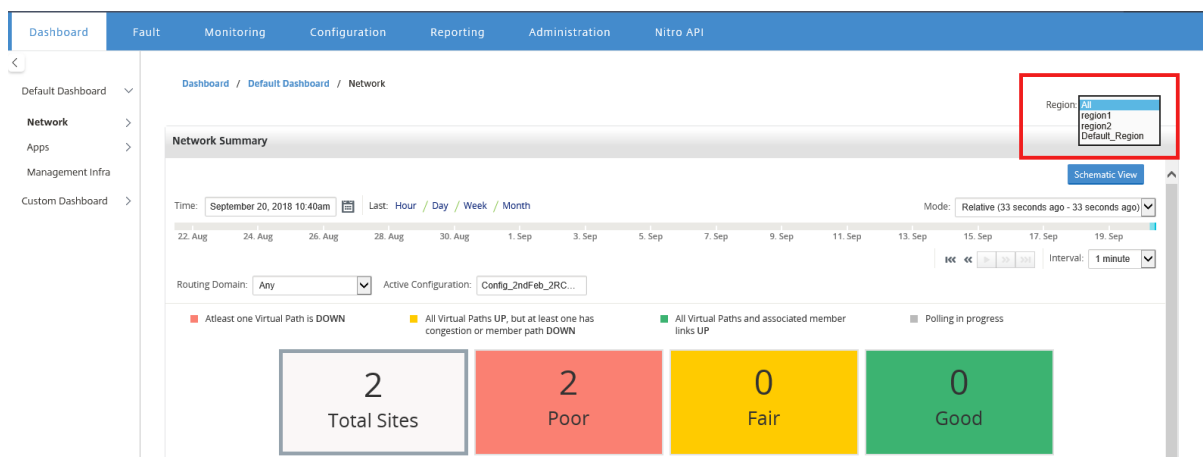 Dashboard Fault Monitoring Configuration Reporting Administration Nitro API
Default Dashboard
Network
Apps
Management Infra
Custom Dashboard
Dashboard / Default Dashboard / Network
Region: All
region1
region2
Default_Region
Network Summary
Schematic View
Time: September 20, 2018 10:40am Last: Hour / Day / Week / Month Mode: Relative (33 seconds ago - 33 seconds ago)
22. Aug 24. Aug 26. Aug 28. Aug 30. Aug 1. Sep 3. Sep 5. Sep 7. Sep 9. Sep 11. Sep 13. Sep 15. Sep 17. Sep 19. Sep
Interval: 1 minute
Routing Domain: Any Active Configuration: Config_2ndFeb_2RC...
Atleast one Virtual Path is DOWN
All Virtual Paths UP, but at least one has
congestion or member path DOWN
All Virtual Paths and associated member
links UP
Polling in progress
2
Total Sites
2
Poor
0
Fair
0
Good